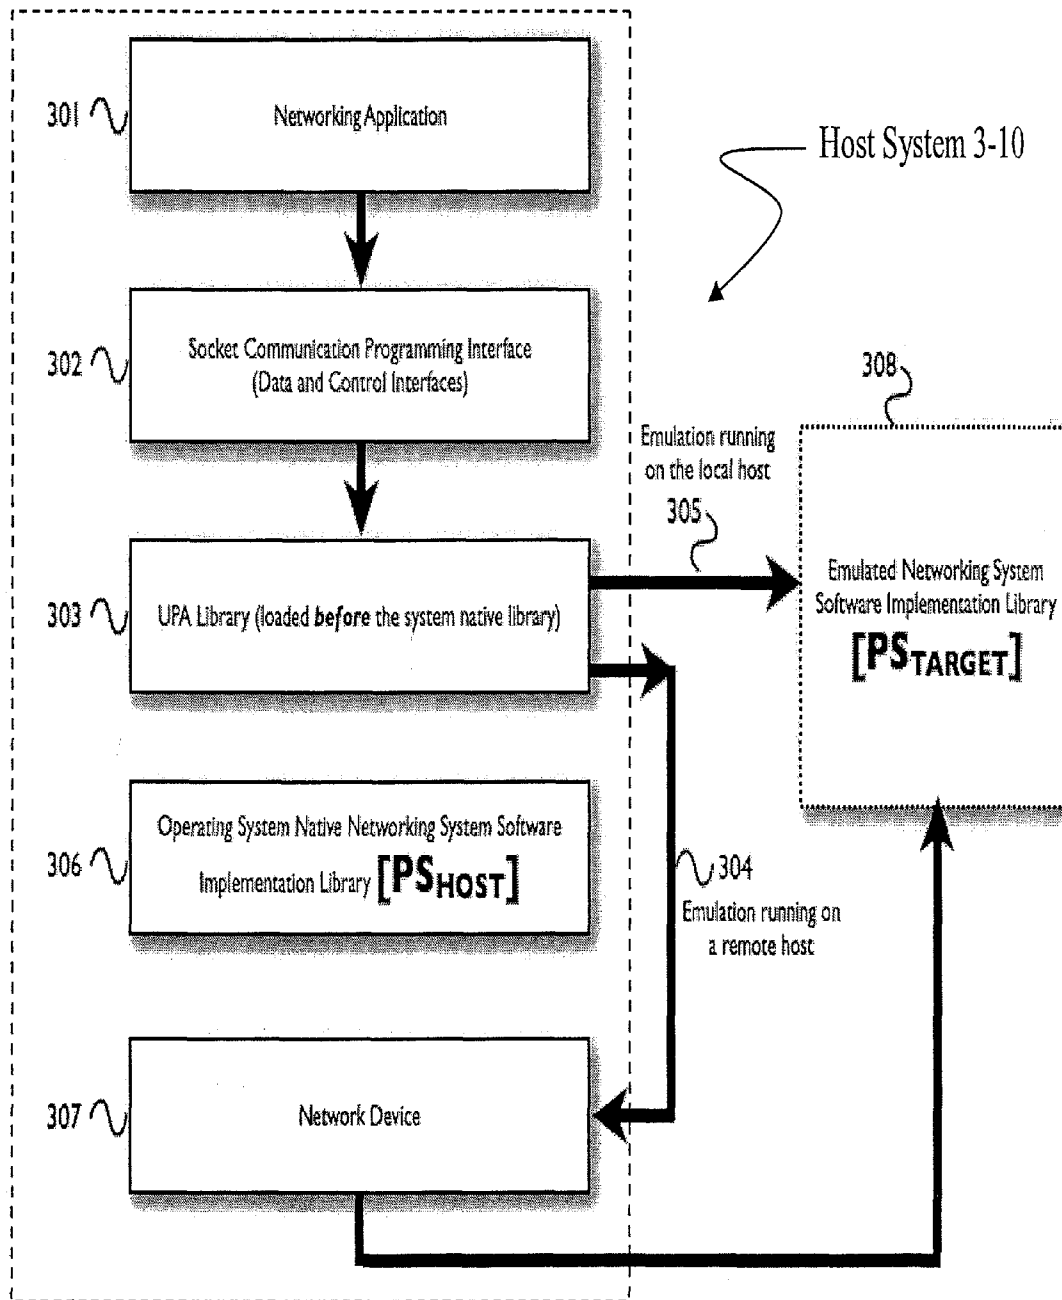 301
Networking Application
Host System 3-10
302
Socket Communication Programming Interface
(Data and Control Interfaces)
308
Emulation running
on the local host
305
303
UPA Library (loaded before the system native library)
Emulated Networking System
Software Implementation Library
[PSTARGET]
306
Operating System Native Networking System Software
Implementation Library [PSHOST]
304
Emulation running on
a remote host
307
Network Device